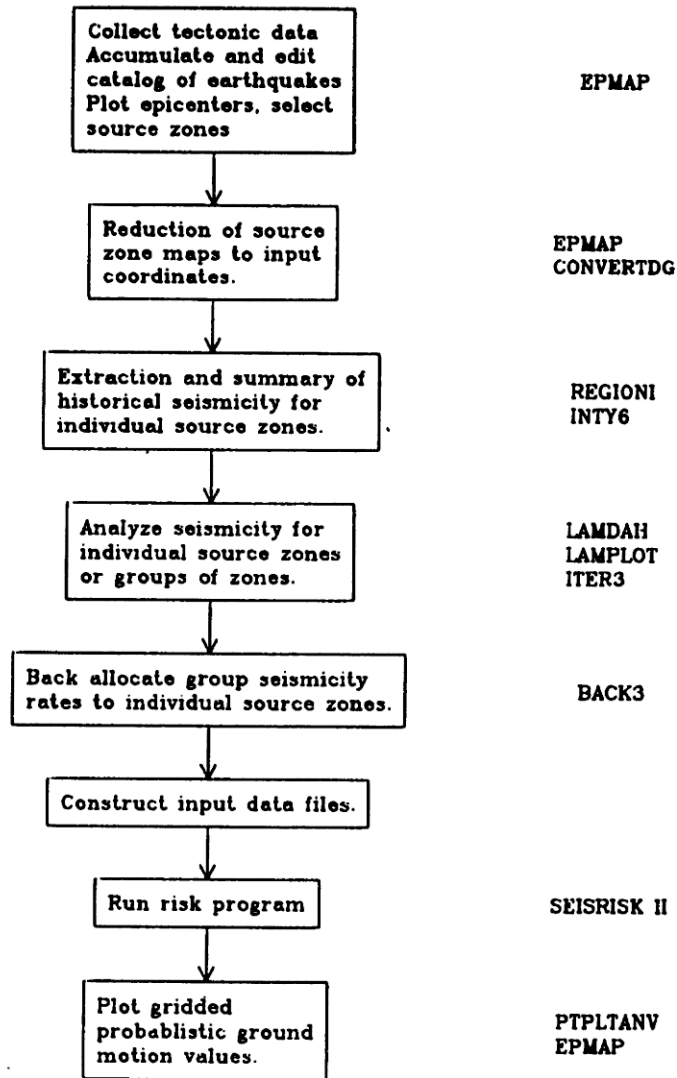 Collect tectonic data
Accumulate and edit
catalog of earthquakes
Plot epicenters, select
source zones
EPMAP
Reduction of source
zone maps to input
coordinates.
EPMAP
CONVERTDG
Extraction and summary of
historical seismicity for
individual source zones.
REGIONI
INTY6
Analyze seismicity for
individual source zones
or groups of zones.
LAMDAH
LAMPLOT
ITER3
Back allocate group seismicity
rates to individual source zones.
BACK3
Construct input data files.
Run risk program
SEISRISK II
Plot gridded
probablistic ground
motion values.
PTPLTANV
EPMAP